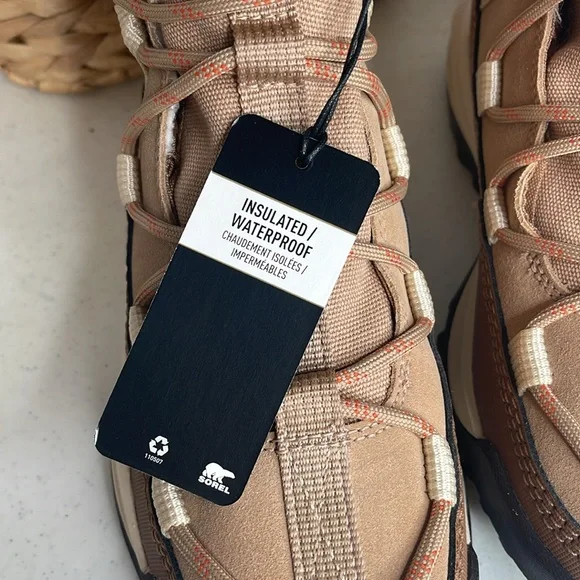 INSULATED/
WATERPROOF
CHAUDEMENT ISOLÉES/
IMPERMÉABLES
110507
SOREL